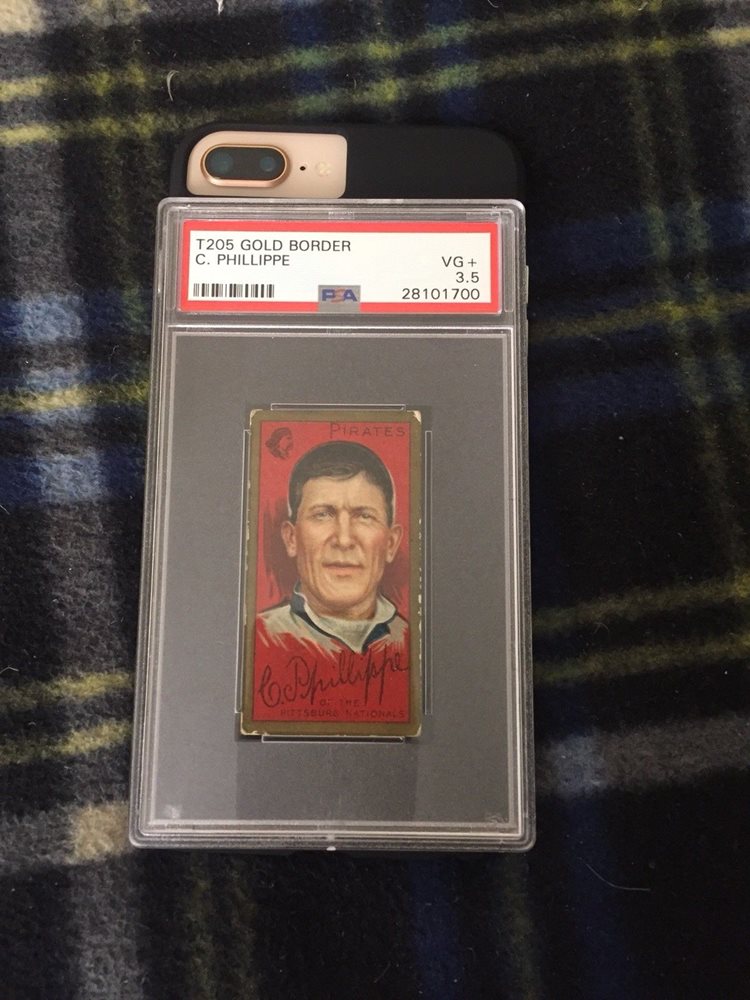 T205 GOLD BORDER
C. PHILLIPPE
VG+
3.5
PSA
28101700
PIRATES
C. Phillippe
OF THE
PITTSBURG NATIONALS